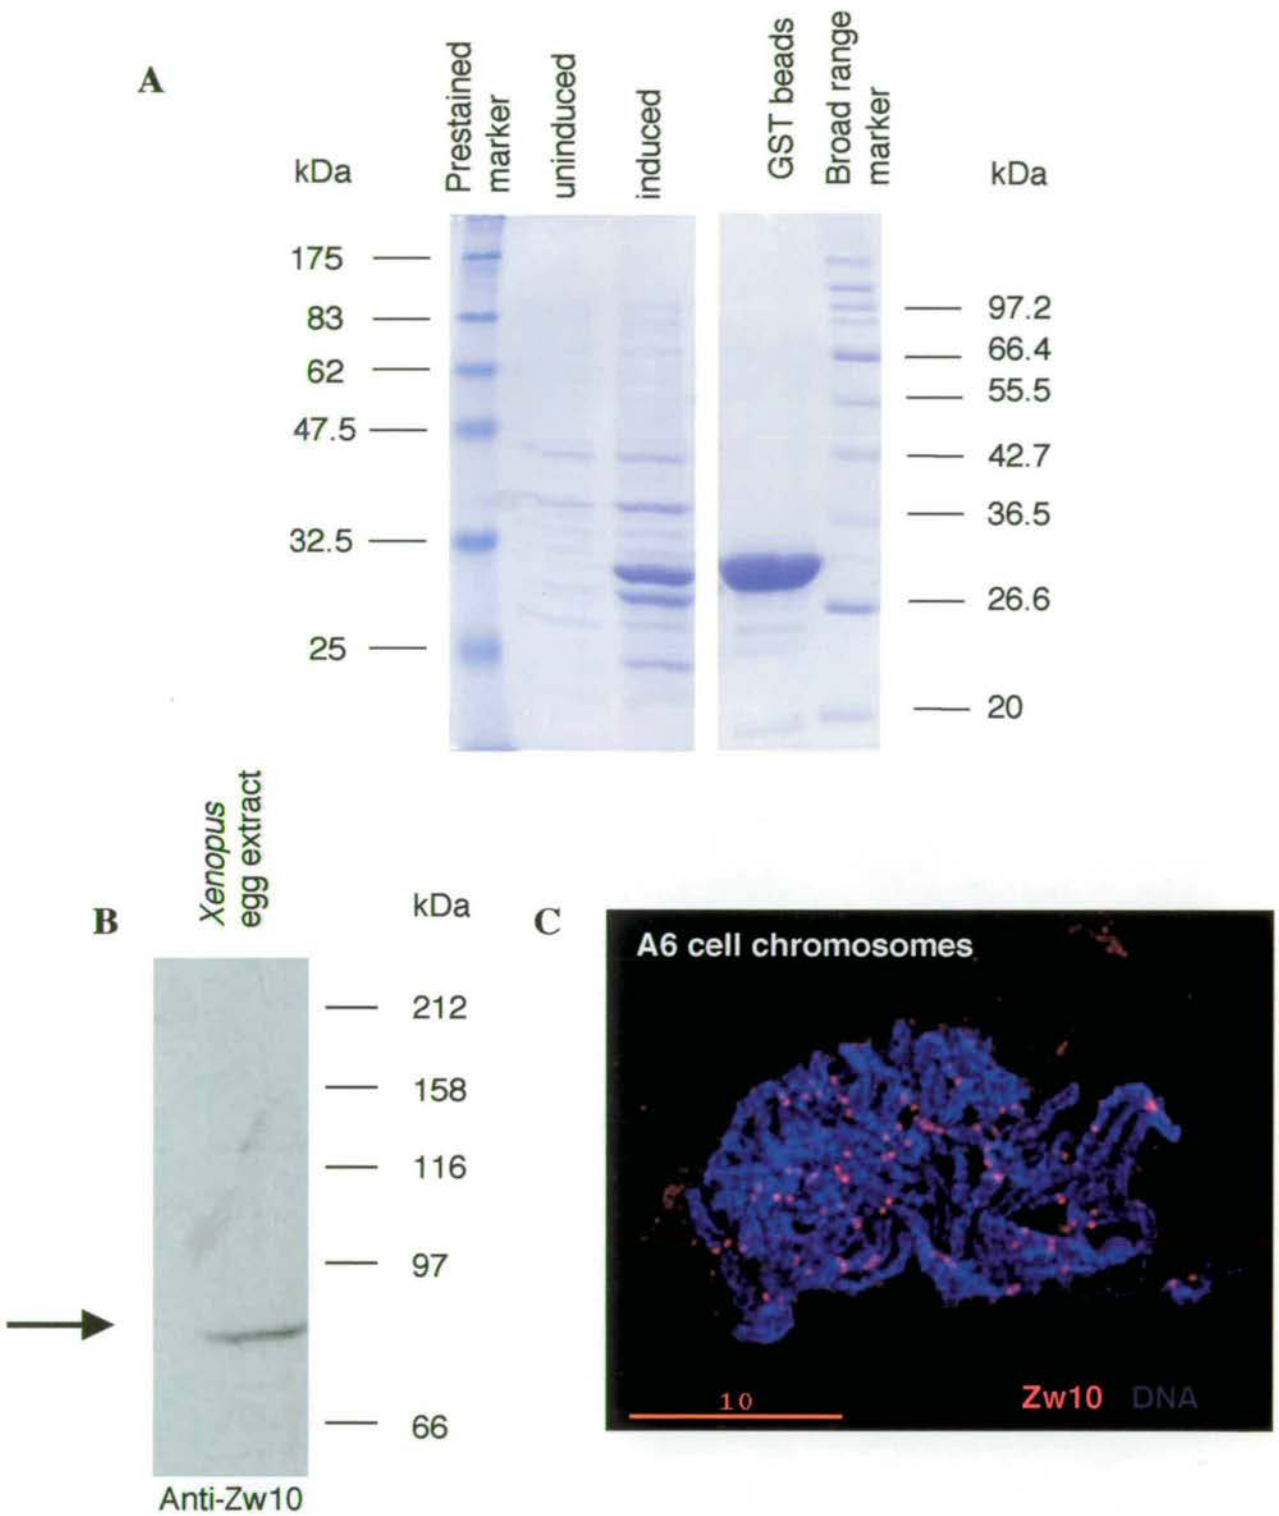 A
kDa
Prestained
marker
uninduced
induced
GST beads
Broad range
marker
kDa
175
83
62
47.5
32.5
25
97.2
66.4
55.5
42.7
36.5
26.6
20
B
Xenopus
egg extract
kDa
212
158
116
97
66
Anti-Zw10
C
A6 cell chromosomes
10
Zw10 DNA